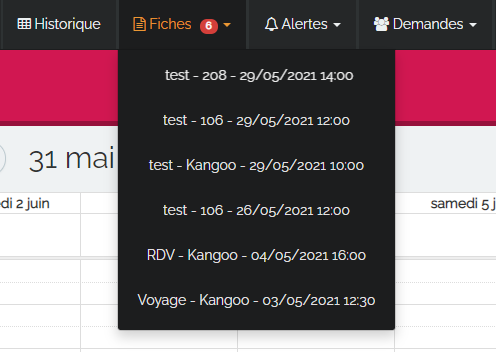 Historique Fiches 6 Alertes Demandes
test - 208 - 29/05/2021 14:00
test - 106 - 29/05/2021 12:00
31 mai
test - Kangoo - 29/05/2021 10:00
di 2 juin
test - 106 - 26/05/2021 12:00
samedi 5 j
RDV - Kangoo - 04/05/2021 16:00
Voyage - Kangoo - 03/05/2021 12:30